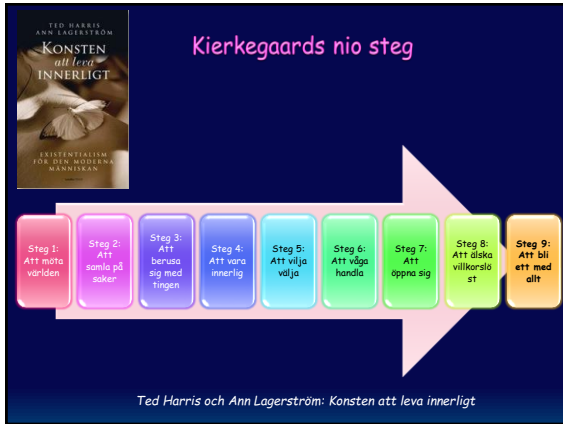 TED HARRIS
ANN LAGERSTRÖM
KONSTEN
att leva
INNERLIGT
EXISTENTIALISM
FÖR DEN MODERNA
MÄNNISKAN
Kierkegaards nio steg
Steg 1:
Att möta
världen
Steg 2:
Att
samla på
saker
Steg 3:
Att
berusa
sig med
tingen
Steg 4:
Att vara
innerlig
Steg 5:
Att vilja
välja
Steg 6:
Att våga
handla
Steg 7:
Att
öppna sig
Steg 8:
Att älska
villkorslö
st
Steg 9:
Att bli
ett med
allt
Ted Harris och Ann Lagerström: Konsten att leva innerligt